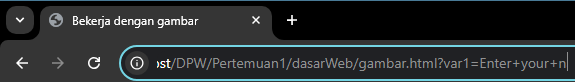 Bekerja dengan gambar
ost/DPW/Pertemuan1/dasarWeb/gambar.html?var1=Enter+your+n